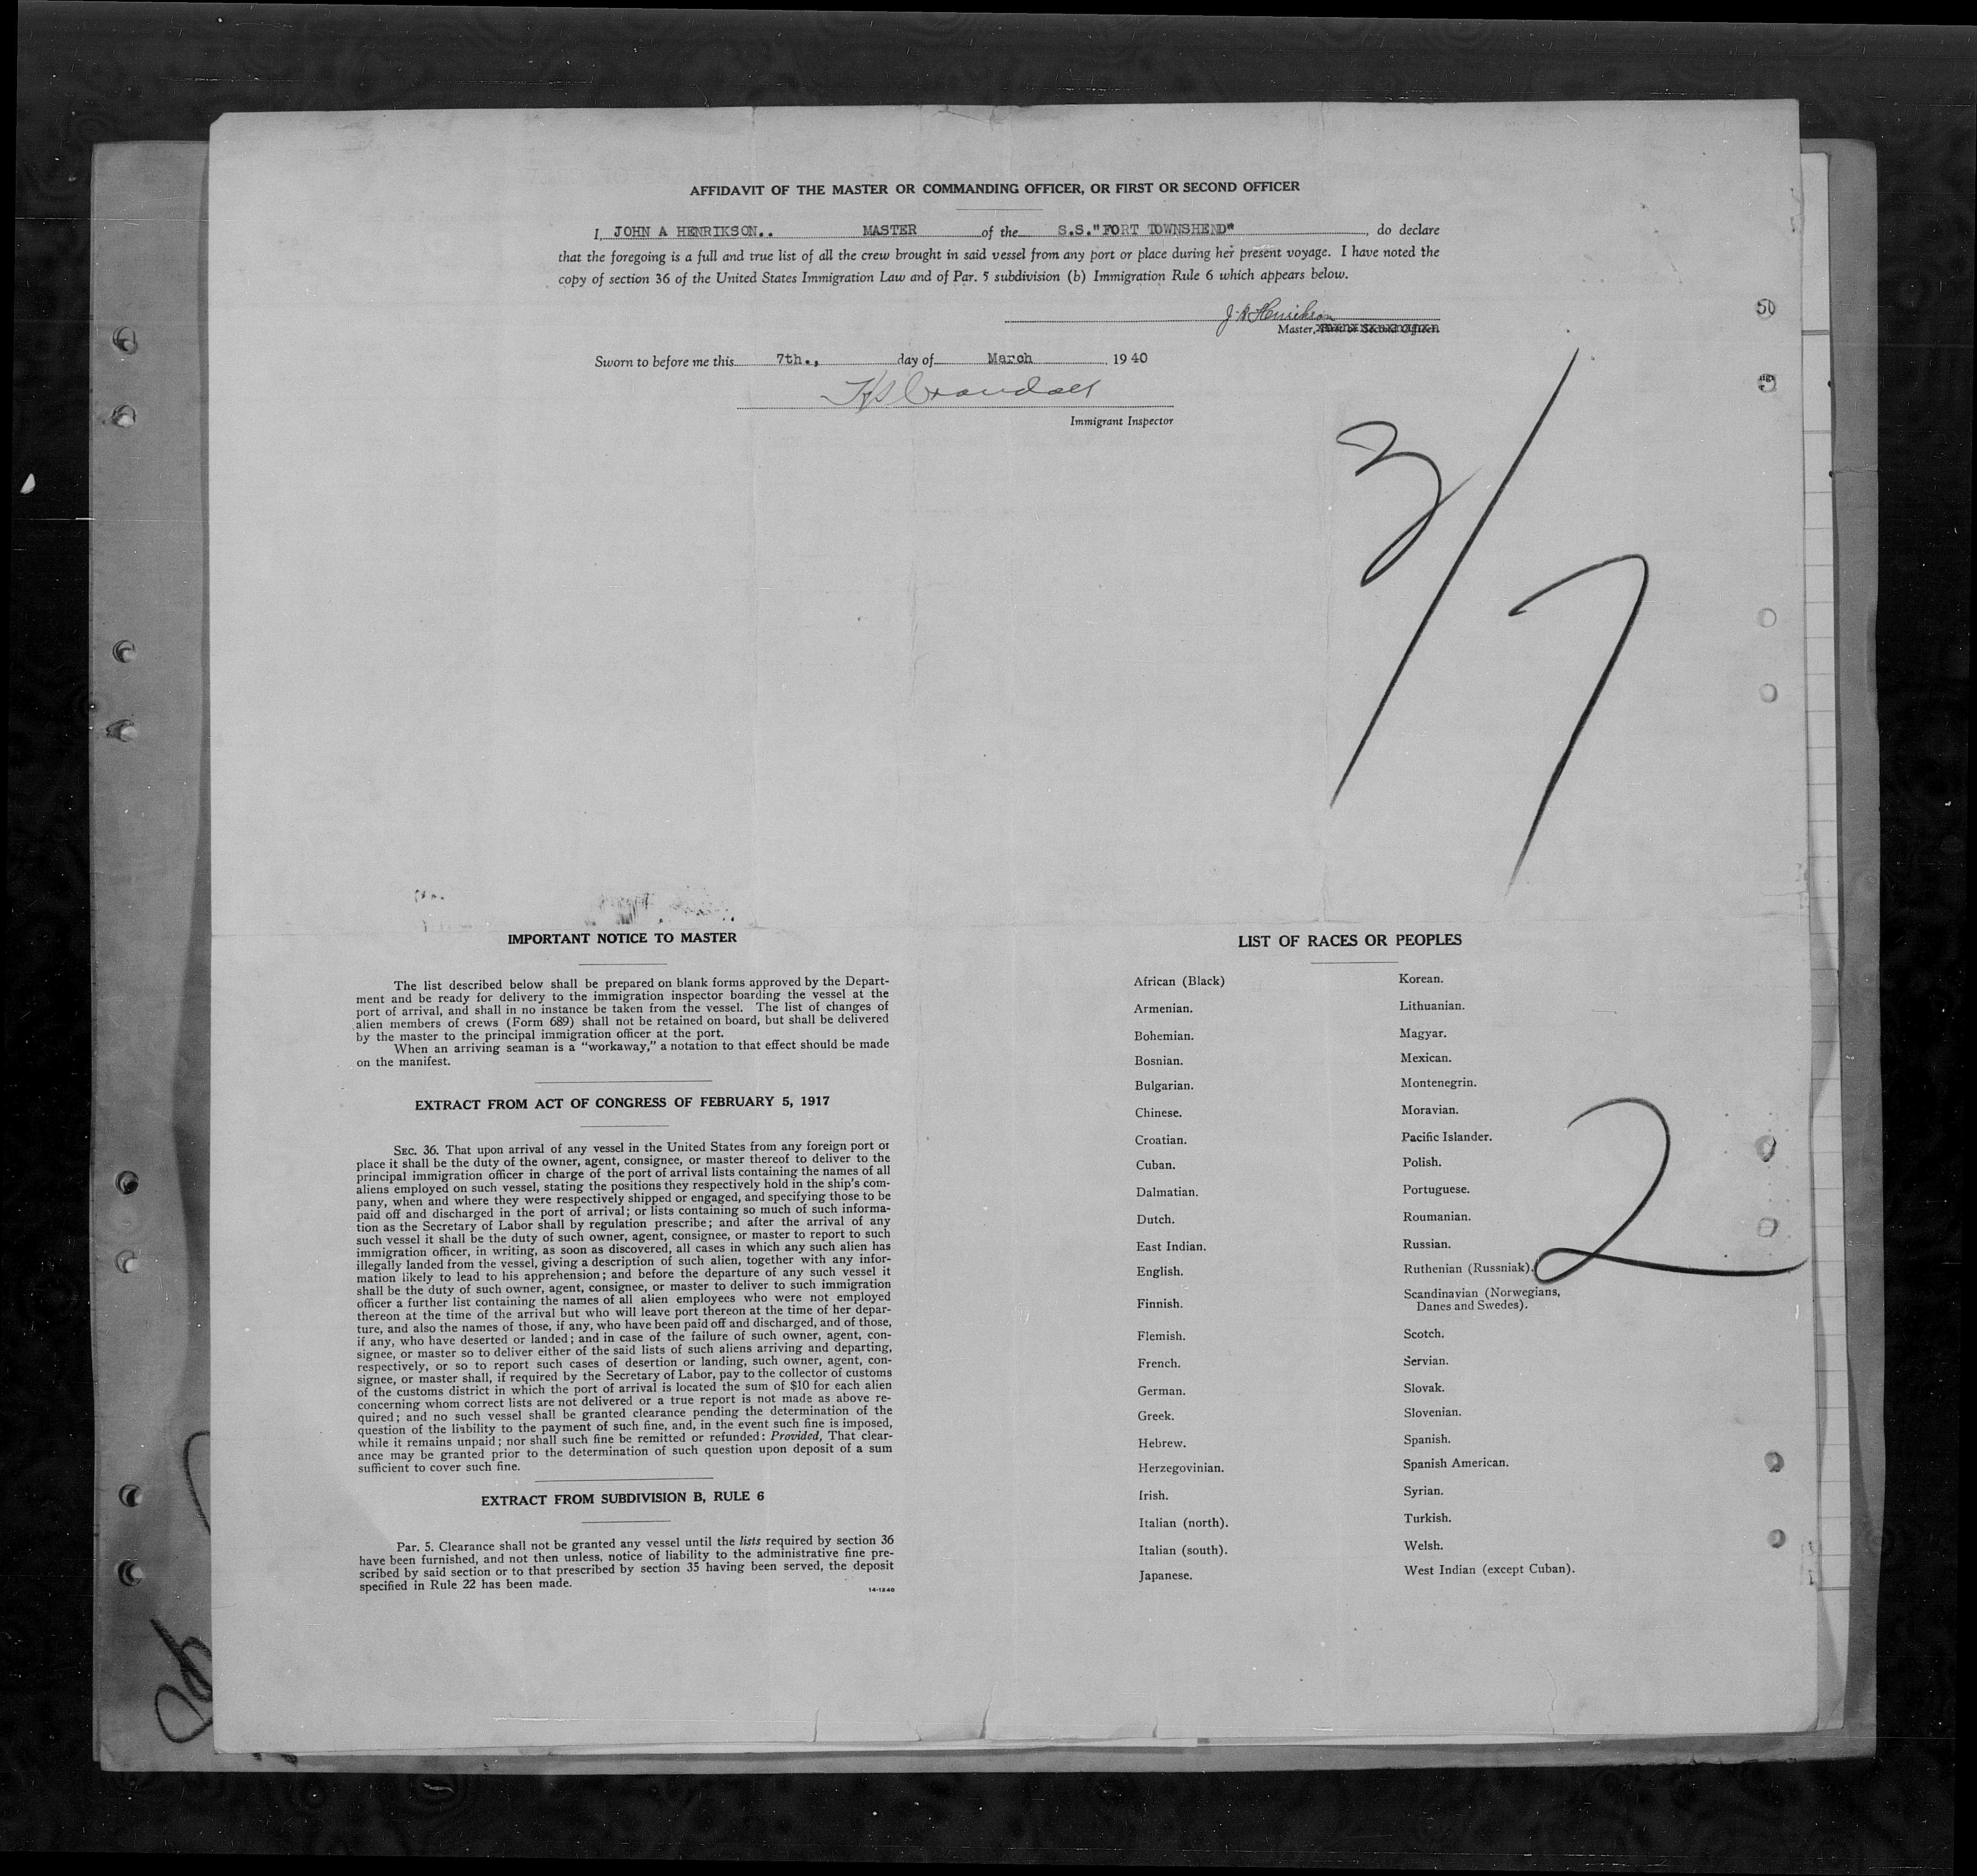 AFFIDAVIT OF THE MASTER OR COMMANDING OFFICER, OR FIRST OR SECOND OFFICER
I, JOHN A HENRIKSON.. MASTER of the S.S."FORT TOWNSHEND", do declare
that the foregoing is a full and true list of all the crew brought in said vessel from any port or place during her present voyage. I have noted the
copy of section 36 of the United States Immigration Law and of Par. 5 subdivision (b) Immigration Rule 6 which appears below.
J. A Henrikson
Master, First or Second Officer.
Sworn to before me this 7th., day of March, 1940
Crandall
Immigrant Inspector
3/7
IMPORTANT NOTICE TO MASTER
The list described below shall be prepared on blank forms approved by the Depart-
ment and be ready for delivery to the immigration inspector boarding the vessel at the
port of arrival, and shall in no instance be taken from the vessel. The list of changes of
alien members of crews (Form 689) shall not be retained on board, but shall be delivered
by the master to the principal immigration officer at the port.
When an arriving seaman is a "workaway," a notation to that effect should be made
on the manifest.
EXTRACT FROM ACT OF CONGRESS OF FEBRUARY 5, 1917
SEC. 36. That upon arrival of any vessel in the United States from any foreign port or
place it shall be the duty of the owner, agent, consignee, or master thereof to deliver to the
principal immigration officer in charge of the port of arrival lists containing the names of all
aliens employed on such vessel, stating the positions they respectively hold in the ship's com-
pany, when and where they were respectively shipped or engaged, and specifying those to be
paid off and discharged in the port of arrival; or lists containing so much of such informa-
tion as the Secretary of Labor shall by regulation prescribe; and after the arrival of any
such vessel it shall be the duty of such owner, agent, consignee, or master to report to such
immigration officer, in writing, as soon as discovered, all cases in which any such alien has
illegally landed from the vessel, giving a description of such alien, together with any infor-
mation likely to lead to his apprehension; and before the departure of any such vessel it
shall be the duty of such owner, agent, consignee, or master to deliver to such immigration
officer a further list containing the names of all alien employees who were not employed
thereon at the time of the arrival but who will leave port thereon at the time of her depar-
ture, and also the names of those, if any, who have been paid off and discharged, and of those,
if any, who have deserted or landed; and in case of the failure of such owner, agent, con-
signee, or master so to deliver either of the said lists of such aliens arriving and departing,
respectively, or so to report such cases of desertion or landing, such owner, agent, con-
signee, or master shall, if required by the Secretary of Labor, pay to the collector of customs
of the customs district in which the port of arrival is located the sum of $10 for each alien
concerning whom correct lists are not delivered or a true report is not made as above re-
quired; and no such vessel shall be granted clearance pending the determination of the
question of the liability to the payment of such fine, and, in the event such fine is imposed,
while it remains unpaid; nor shall such fine be remitted or refunded: Provided, That clear-
ance may be granted prior to the determination of such question upon deposit of a sum
sufficient to cover such fine.
EXTRACT FROM SUBDIVISION B, RULE 6
Par. 5. Clearance shall not be granted any vessel until the lists required by section 36
have been furnished, and not then unless, notice of liability to the administrative fine pre-
scribed by said section or to that prescribed by section 35 having been served, the deposit
specified in Rule 22 has been made.
14-1240
LIST OF RACES OR PEOPLES
African (Black)
Armenian.
Bohemian.
Bosnian.
Bulgarian.
Chinese.
Croatian.
Cuban.
Dalmatian.
Dutch.
East Indian.
English.
Finnish.
Flemish.
French.
German.
Greek.
Hebrew.
Herzegovinian.
Irish.
Italian (north).
Italian (south).
Japanese.
Korean.
Lithuanian.
Magyar.
Mexican.
Montenegrin.
Moravian.
Pacific Islander.
Polish.
Portuguese.
Roumanian.
Russian.
Ruthenian (Russniak).
Scandinavian (Norwegians,
Danes and Swedes).
Scotch.
Servian.
Slovak.
Slovenian.
Spanish.
Spanish American.
Syrian.
Turkish.
Welsh.
West Indian (except Cuban).
2